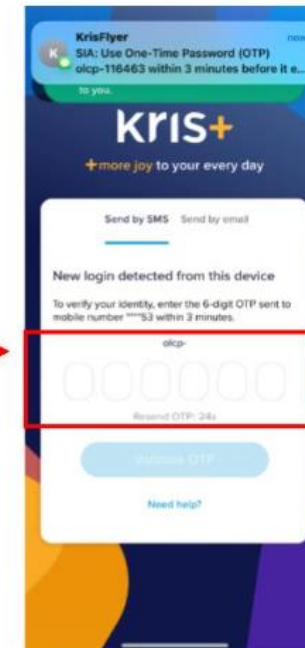 KrisFlyer now
SIA: Use One-Time Password (OTP)
olcp-116463 within 3 minutes before it e...
to you.
kris+
+more joy to your every day
Send by SMS Send by email
New login detected from this device
To verify your identity, enter the 6-digit OTP sent to
mobile number ****53 within 3 minutes.
olcp-
Resend OTP: 24s
Validate OTP
Need help?